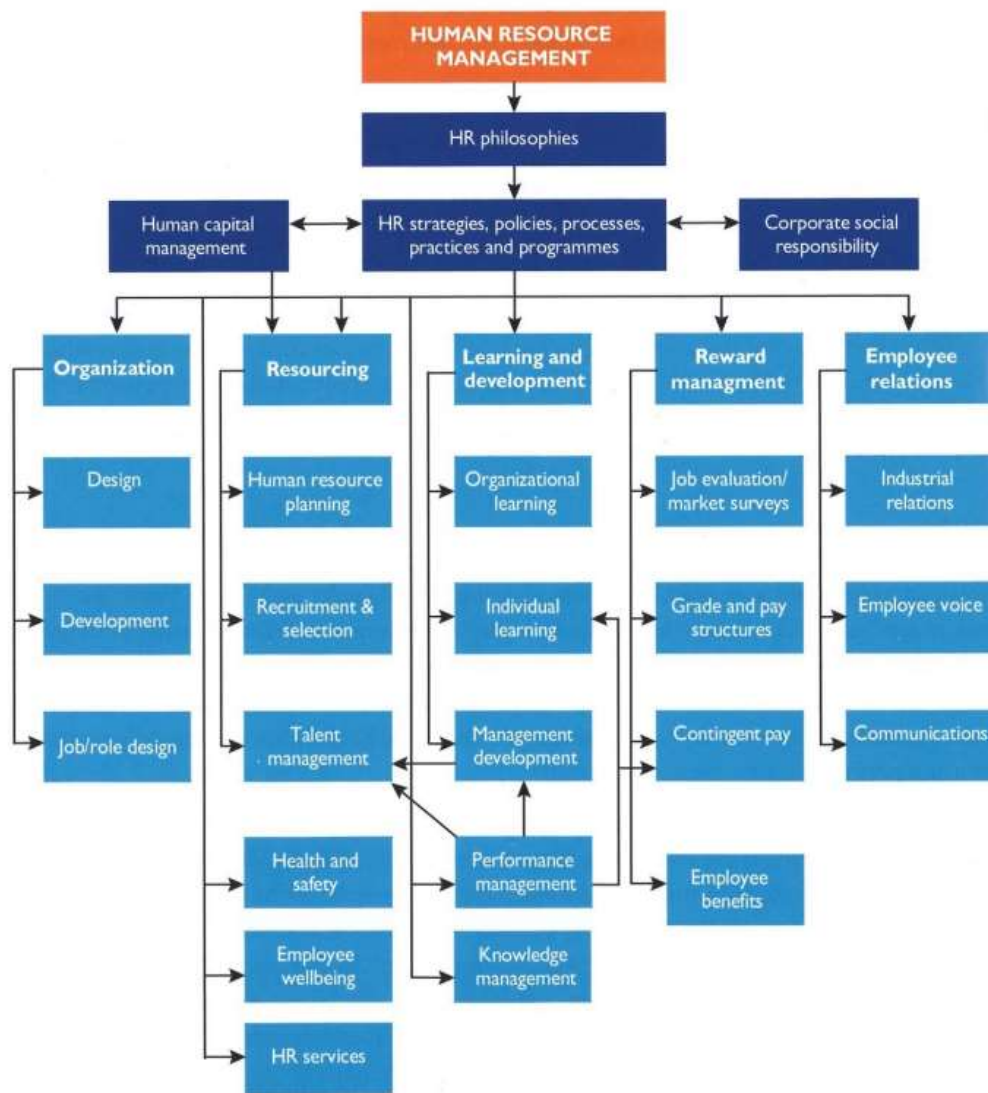 HUMAN RESOURCE
MANAGEMENT
HR philosophies
Human capital
management
HR strategies, policies, processes,
practices and programmes
Corporate social
responsibility
Organization
Resourcing
Learning and
development
Reward
managment
Employee
relations
Design
Human resource
planning
Organizational
learning
Job evaluation/
market surveys
Industrial
relations
Development
Recruitment &
selection
Individual
learning
Grade and pay
structures
Employee voice
Job/role design
Talent
management
Management
development
Contingent pay
Communications
Health and
safety
Performance
management
Employee
benefits
Employee
wellbeing
Knowledge
management
HR services